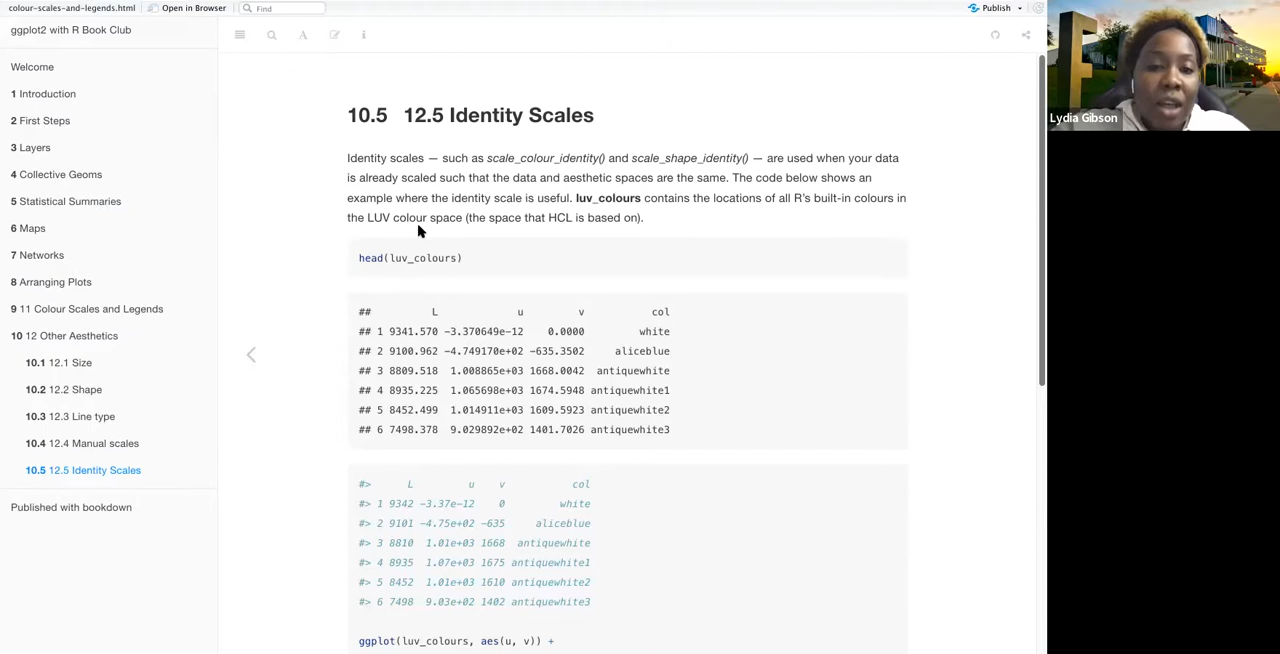 colour-scales-and-legends.html
Open in Browser
Find
Publish
ggplot2 with R Book Club
Welcome
1 Introduction
2 First Steps
3 Layers
4 Collective Geoms
5 Statistical Summaries
6 Maps
7 Networks
8 Arranging Plots
9 11 Colour Scales and Legends
10 12 Other Aesthetics
10.1 12.1 Size
10.2 12.2 Shape
10.3 12.3 Line type
10.4 12.4 Manual scales
10.5 12.5 Identity Scales
Published with bookdown
10.5 12.5 Identity Scales
Identity scales — such as scale_colour_identity() and scale_shape_identity() — are used when your data
is already scaled such that the data and aesthetic spaces are the same. The code below shows an
example where the identity scale is useful. luv_colours contains the locations of all R's built-in colours in
the LUV colour space (the space that HCL is based on).
head(luv_colours)
## L u v col
## 1 9341.570 -3.370649e-12 0.0000 white
## 2 9100.962 -4.749170e+02 -635.3502 aliceblue
## 3 8809.518 1.008865e+03 1668.0042 antiquewhite
## 4 8935.225 1.065698e+03 1674.5948 antiquewhite1
## 5 8452.499 1.014911e+03 1609.5923 antiquewhite2
## 6 7498.378 9.029892e+02 1401.7026 antiquewhite3
#> L u v col
#> 1 9342 -3.37e-12 0 white
#> 2 9101 -4.75e+02 -635 aliceblue
#> 3 8810 1.01e+03 1668 antiquewhite
#> 4 8935 1.07e+03 1675 antiquewhite1
#> 5 8452 1.01e+03 1610 antiquewhite2
#> 6 7498 9.03e+02 1402 antiquewhite3
ggplot(luv_colours, aes(u, v)) +
Lydia Gibson